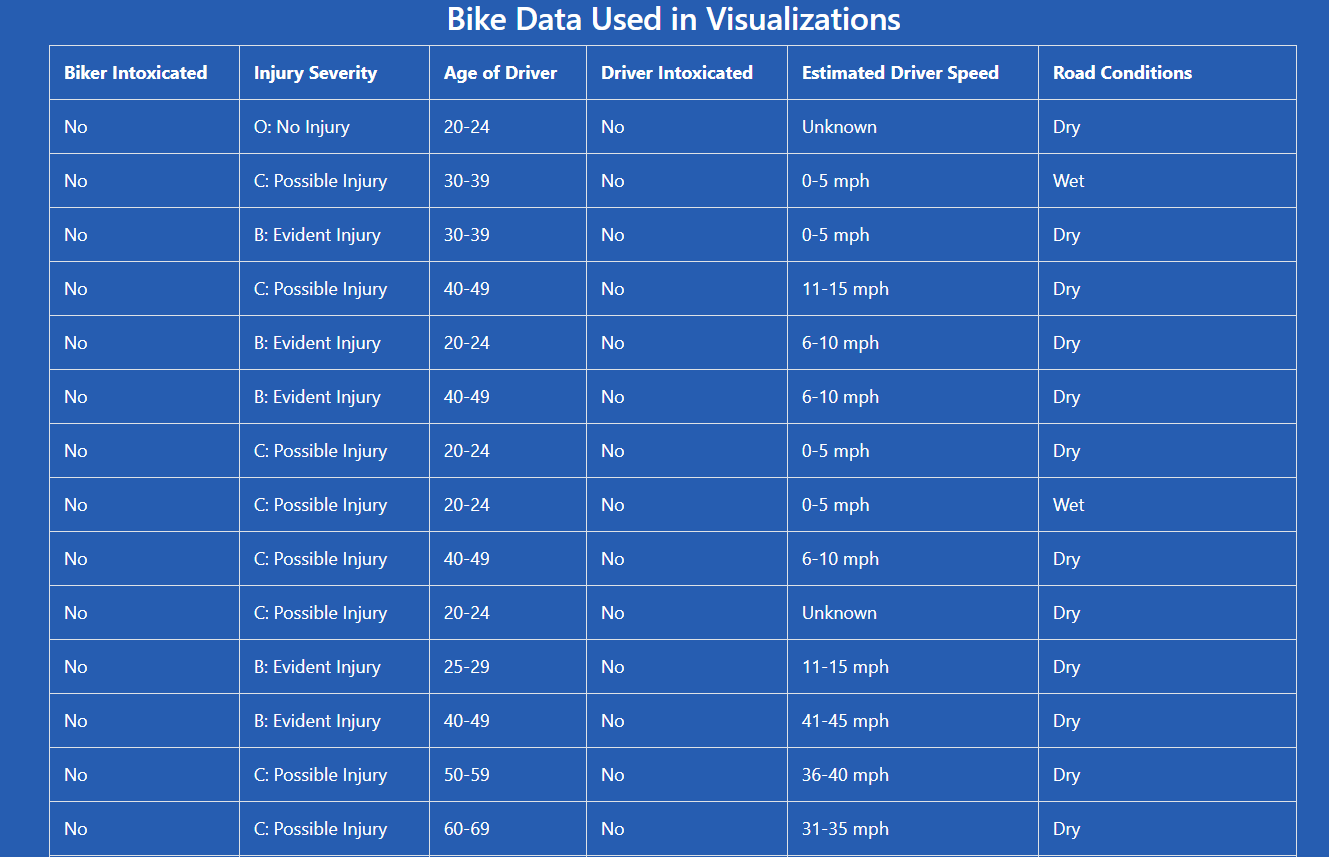 Bike Data Used in Visualizations
Biker Intoxicated Injury Severity Age of Driver Driver Intoxicated Estimated Driver Speed Road Conditions
No O: No Injury 20-24 No Unknown Dry
No C: Possible Injury 30-39 No 0-5 mph Wet
No B: Evident Injury 30-39 No 0-5 mph Dry
No C: Possible Injury 40-49 No 11-15 mph Dry
No B: Evident Injury 20-24 No 6-10 mph Dry
No B: Evident Injury 40-49 No 6-10 mph Dry
No C: Possible Injury 20-24 No 0-5 mph Dry
No C: Possible Injury 20-24 No 0-5 mph Wet
No C: Possible Injury 40-49 No 6-10 mph Dry
No C: Possible Injury 20-24 No Unknown Dry
No B: Evident Injury 25-29 No 11-15 mph Dry
No B: Evident Injury 40-49 No 41-45 mph Dry
No C: Possible Injury 50-59 No 36-40 mph Dry
No C: Possible Injury 60-69 No 31-35 mph Dry